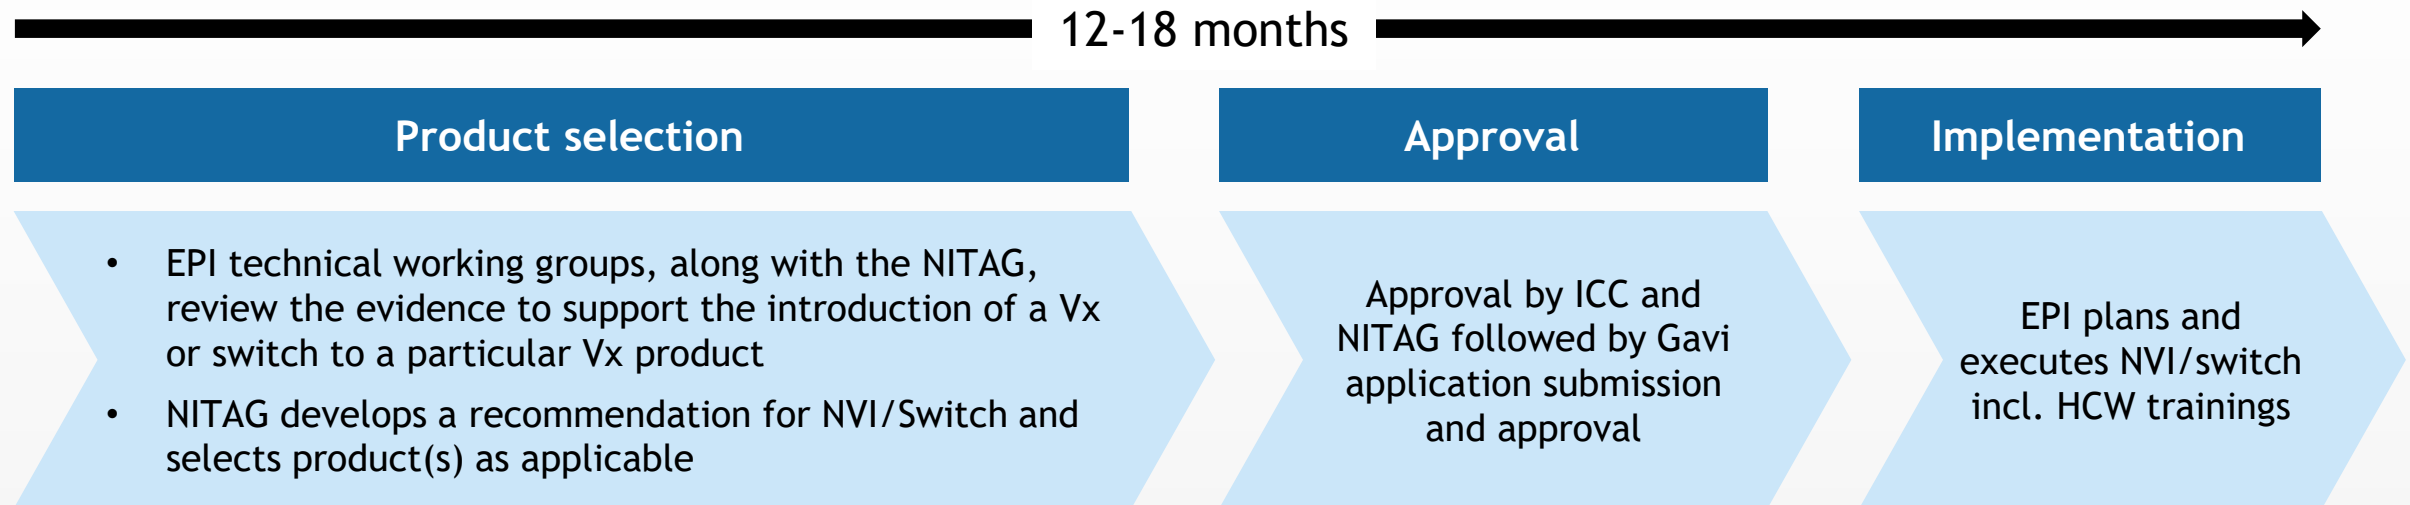 12-18 months
Product selection
Approval
Implementation
• EPI technical working groups, along with the NITAG,
review the evidence to support the introduction of a Vx
or switch to a particular Vx product
• NITAG develops a recommendation for NVI/Switch and
selects product(s) as applicable
Approval by ICC and
NITAG followed by Gavi
application submission
and approval
EPI plans and
executes NVI/switch
incl. HCW trainings